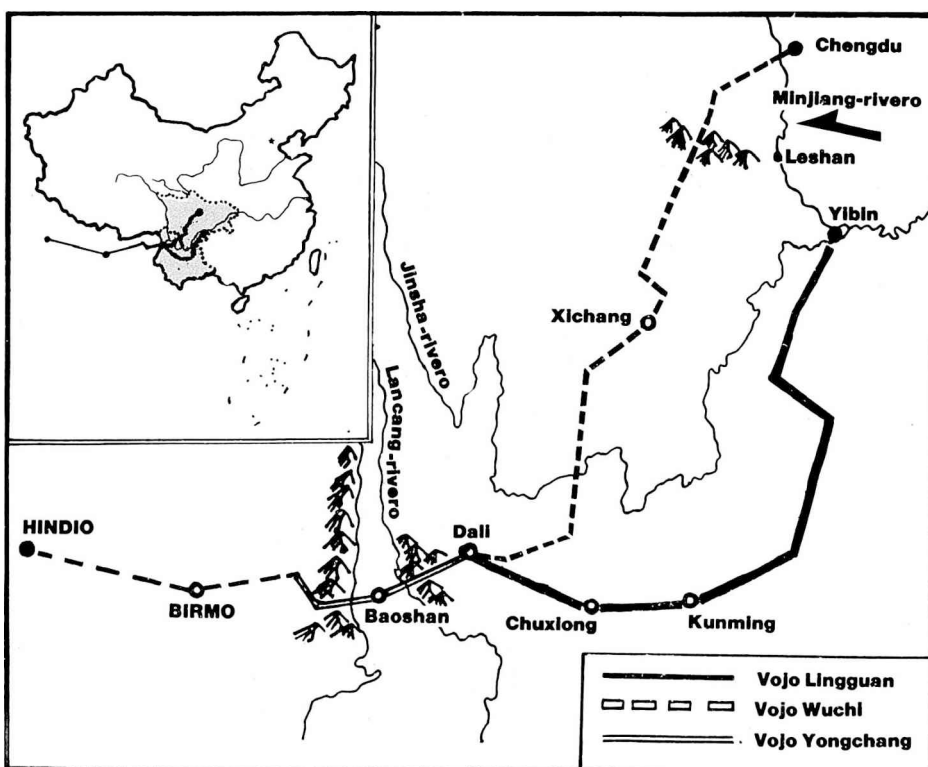 Chengdu
Minjiang-rivero
Leshan
Yibin
Jinsha-rivero
Xichang
Lancang-rivero
HINDIO
Dali
BIRMO
Baoshan
Chuxiong
Kunming
Vojo Lingguan
Vojo Wuchi
Vojo Yongchang